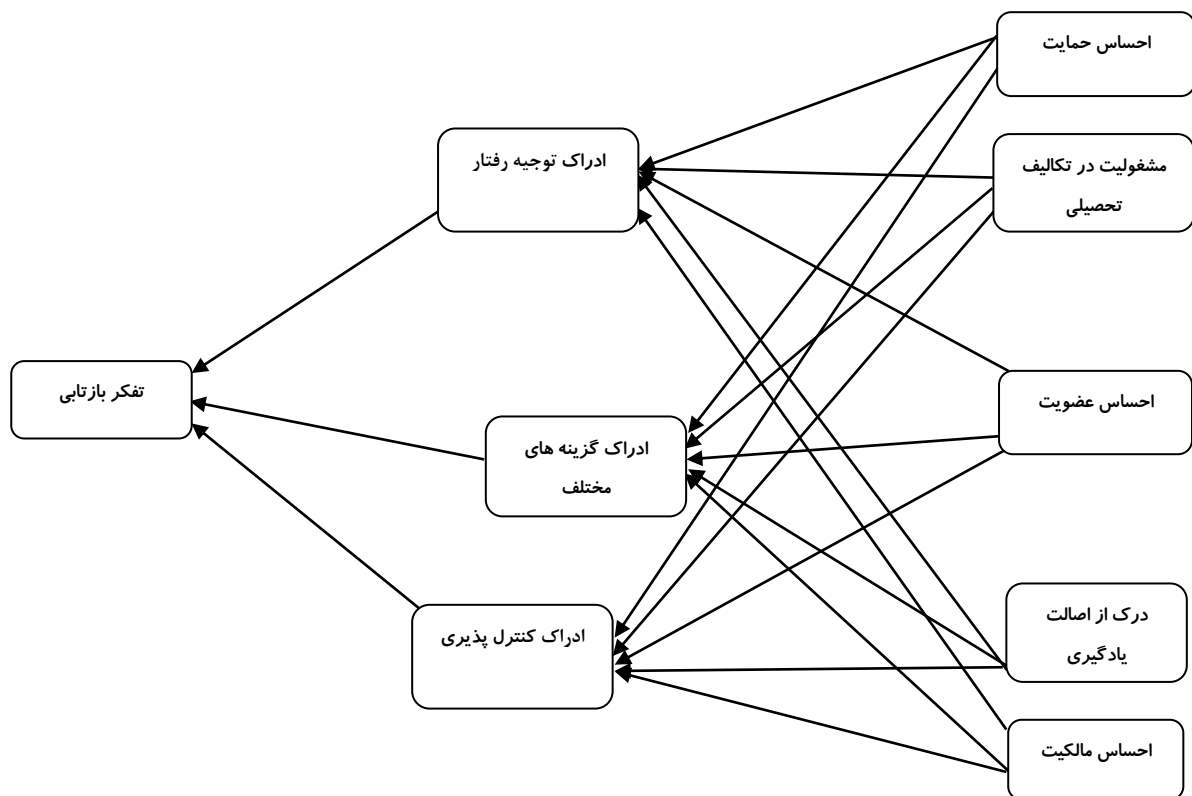 احساس حمایت
مشغولیت در تکالیف
تحصیلی
احساس عضویت
درک از اصالت
یادگیری
احساس مالکیت
ادراک توجیه رفتار
ادراک گزینه های
مختلف
ادراک کنترل پذیری
تفکر بازتابی